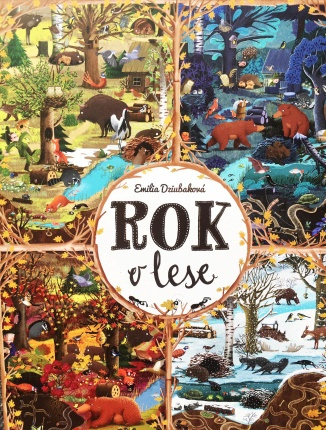 Emilia Dziubaková
ROK
v lese